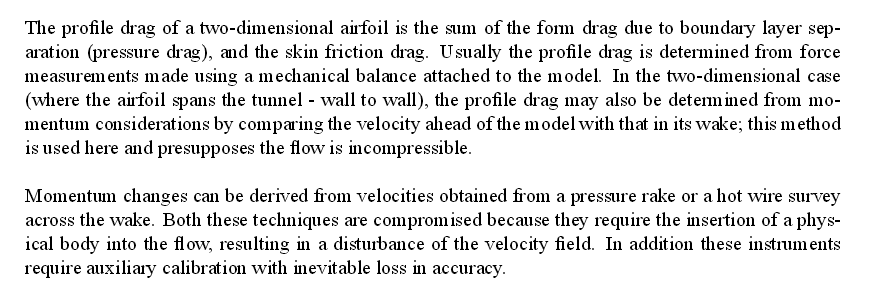 The profile drag of a two-dimensional airfoil is the sum of the form drag due to boundary layer sep-
aration (pressure drag), and the skin friction drag. Usually the profile drag is determined from force
measurements made using a mechanical balance attached to the model. In the two-dimensional case
(where the airfoil spans the tunnel - wall to wall), the profile drag may also be determined from mo-
mentum considerations by comparing the velocity ahead of the model with that in its wake; this method
is used here and presupposes the flow is incompressible.
Momentum changes can be derived from velocities obtained from a pressure rake or a hot wire survey
across the wake. Both these techniques are compromised because they require the insertion of a phys-
ical body into the flow, resulting in a disturbance of the velocity field. In addition these instruments
require auxiliary calibration with inevitable loss in accuracy.